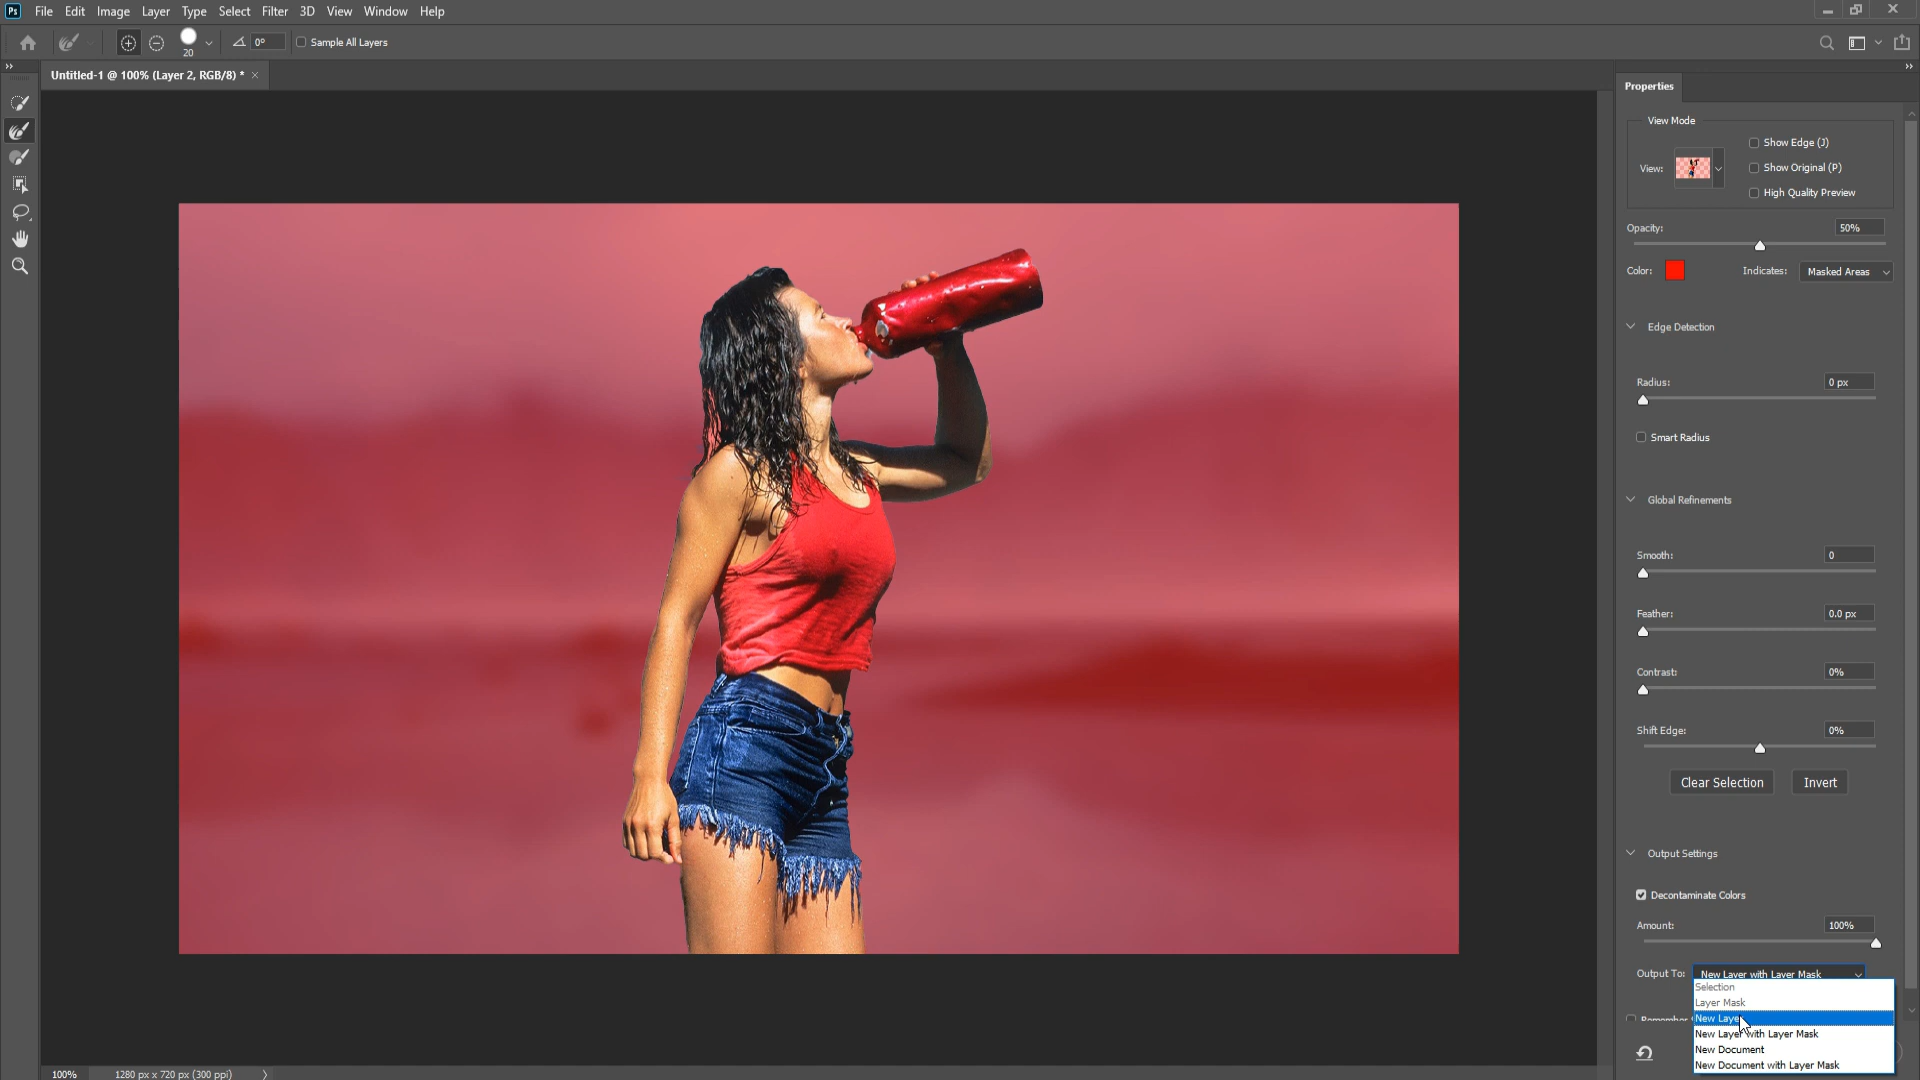 Ps File Edit Image Layer Type Select Filter 3D View Window Help
20 0° Sample All Layers
Untitled-1 @ 100% (Layer 2, RGB/8) *
Properties
View Mode
Show Edge (J)
View: Show Original (P)
High Quality Preview
Opacity: 50%
Color: Indicates: Masked Areas
Edge Detection
Radius: 0 px
Smart Radius
Global Refinements
Smooth: 0
Feather: 0.0 px
Contrast: 0%
Shift Edge: 0%
Clear Selection Invert
Output Settings
Decontaminate Colors
Amount: 100%
Output To: New Layer with Layer Mask
Selection
Layer Mask
New Layer
New Layer with Layer Mask
New Document
New Document with Layer Mask
100% 1280 px x 720 px (300 ppi)